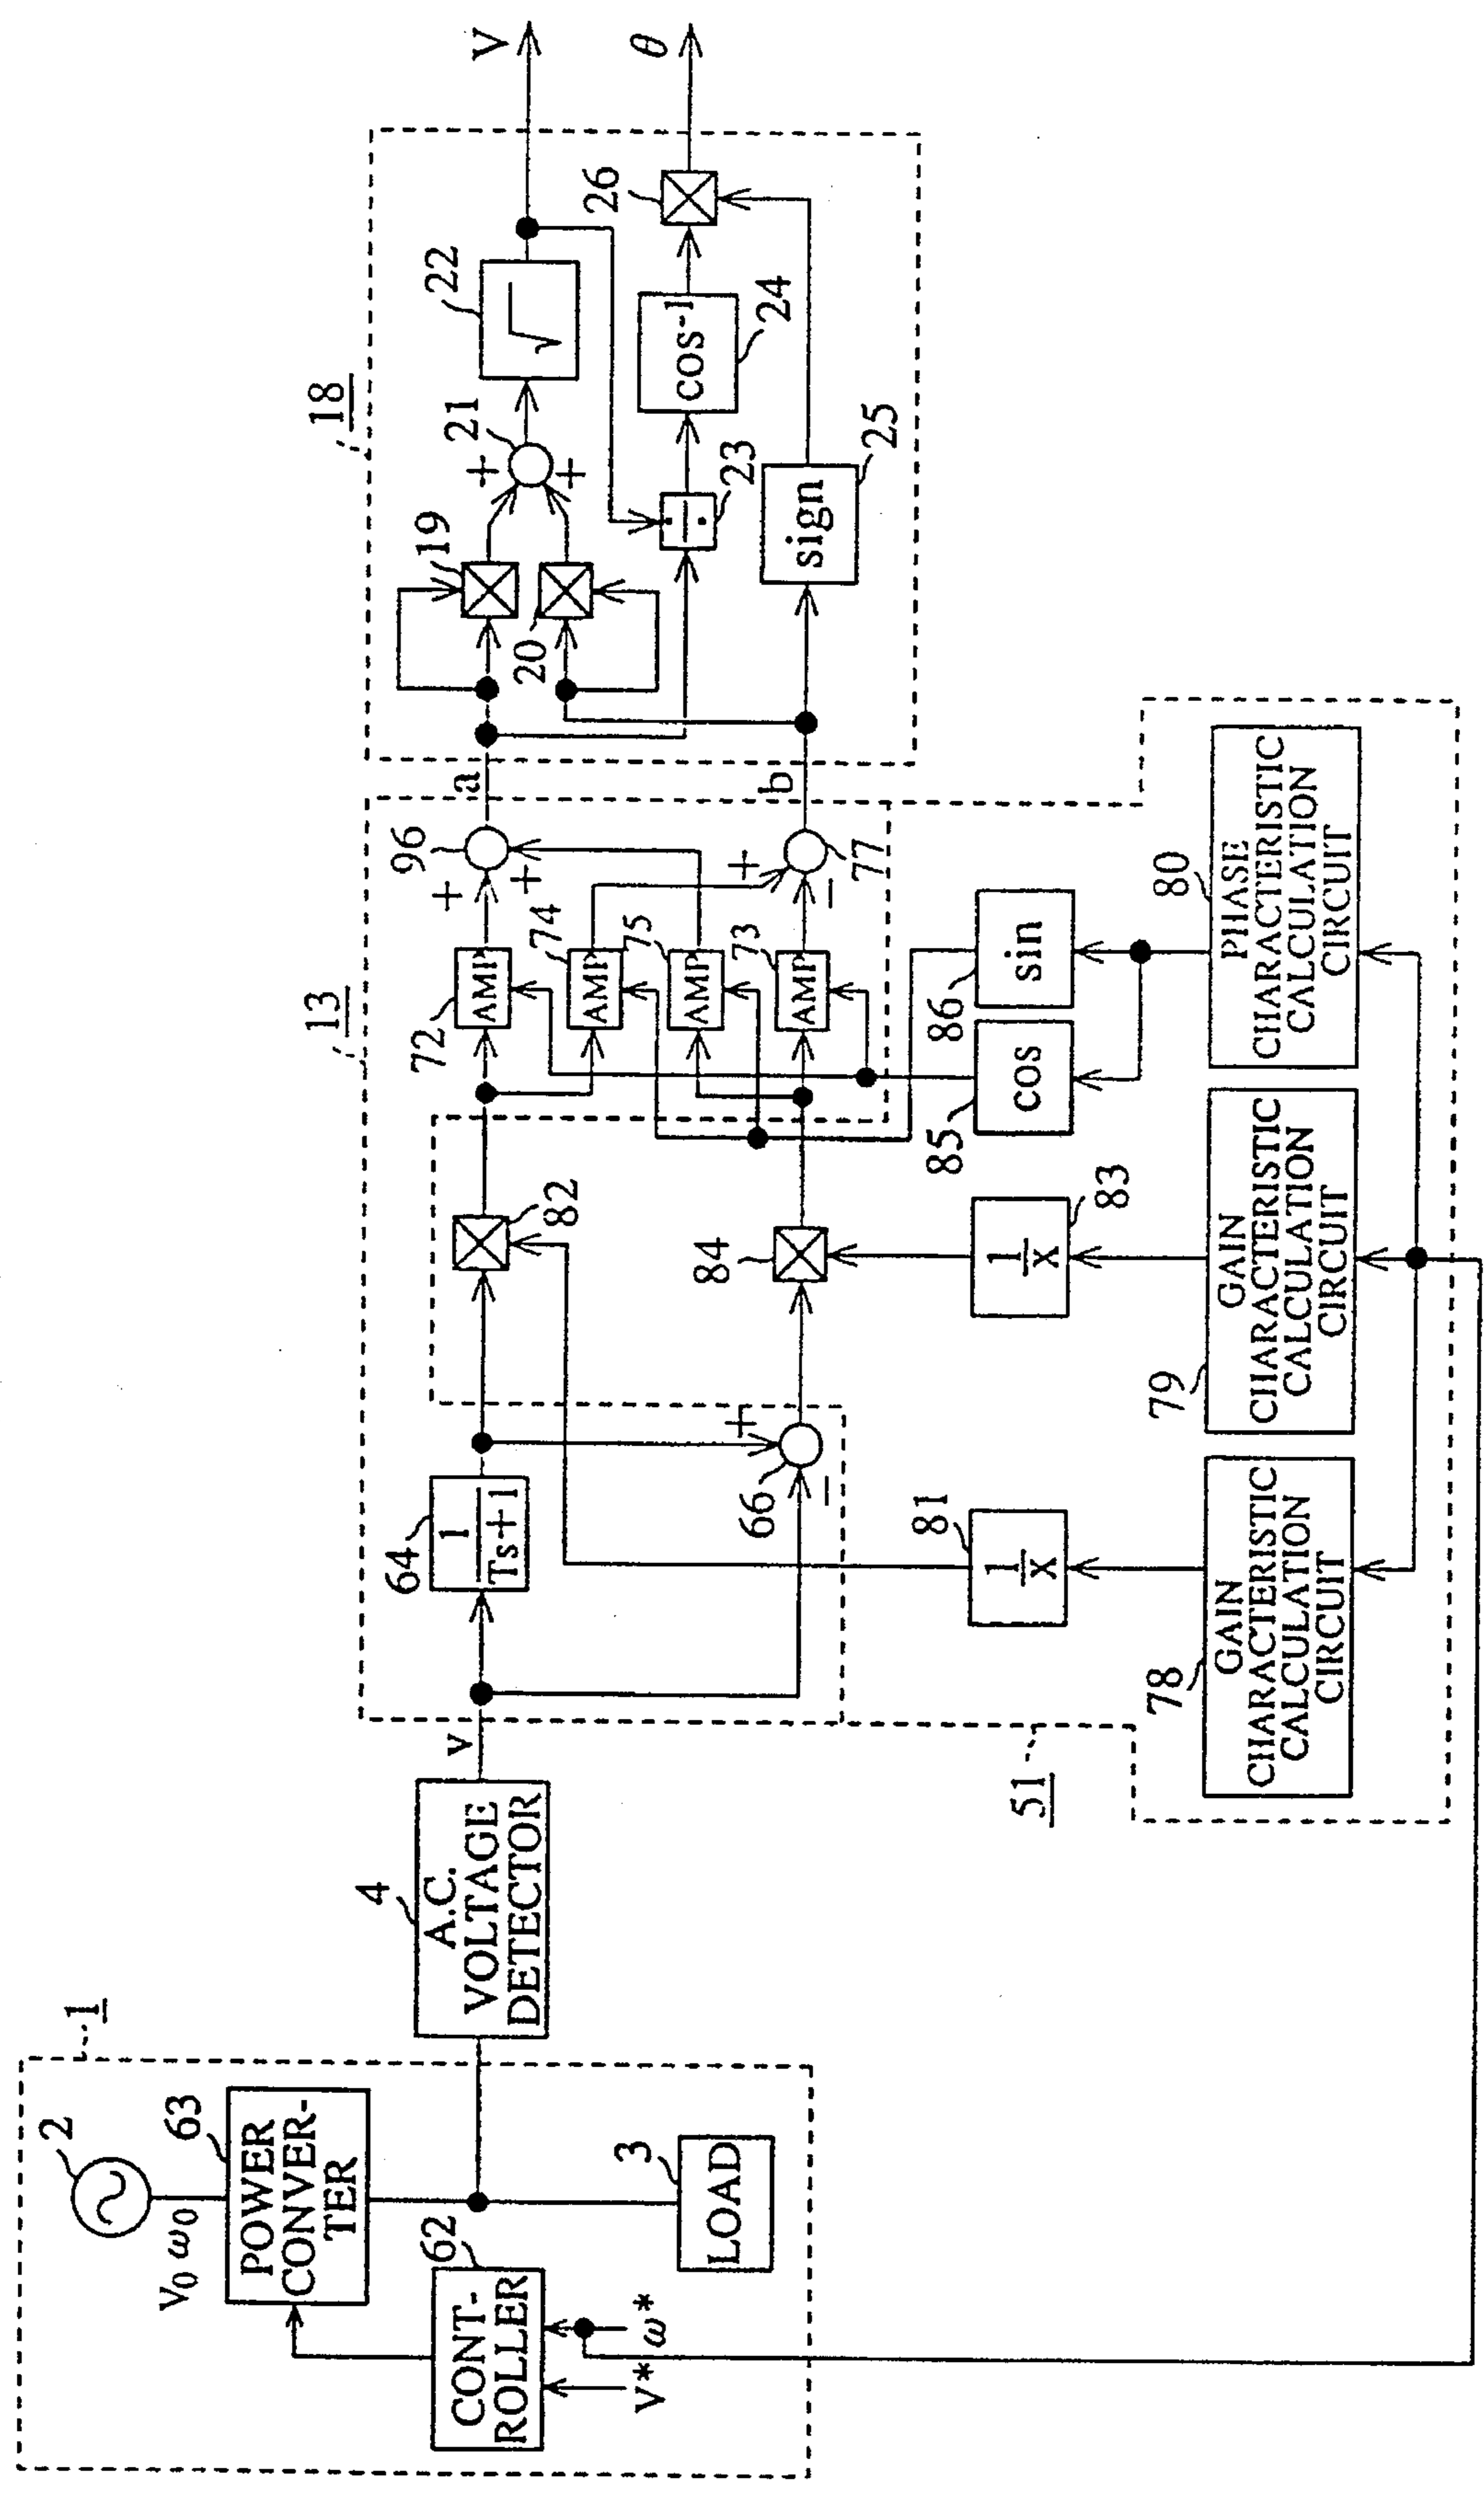 1
2
V0 ω0
63
POWER
CONVER-
TER
62
CONT-
ROLLER
V* ω*
3
LOAD
4
A.C.
VOLTAGE
DETECTOR
v
13
64
1
Ts+1
66
+
−
82
84
72
AMP
74
AMP
75
AMP
73
AMP
96
+
+
77
+
−
a
b
51
78
GAIN
CHARACTERISTIC
CALCULATION
CIRCUIT
79
GAIN
CHARACTERISTIC
CALCULATION
CIRCUIT
80
PHASE
CHARACTERISTIC
CALCULATION
CIRCUIT
81
1
x
83
1
x
85
cos
86
sin
18
19
20
21
+
+
22
√
23
÷
24
cos-1
25
sign
26
V
θ